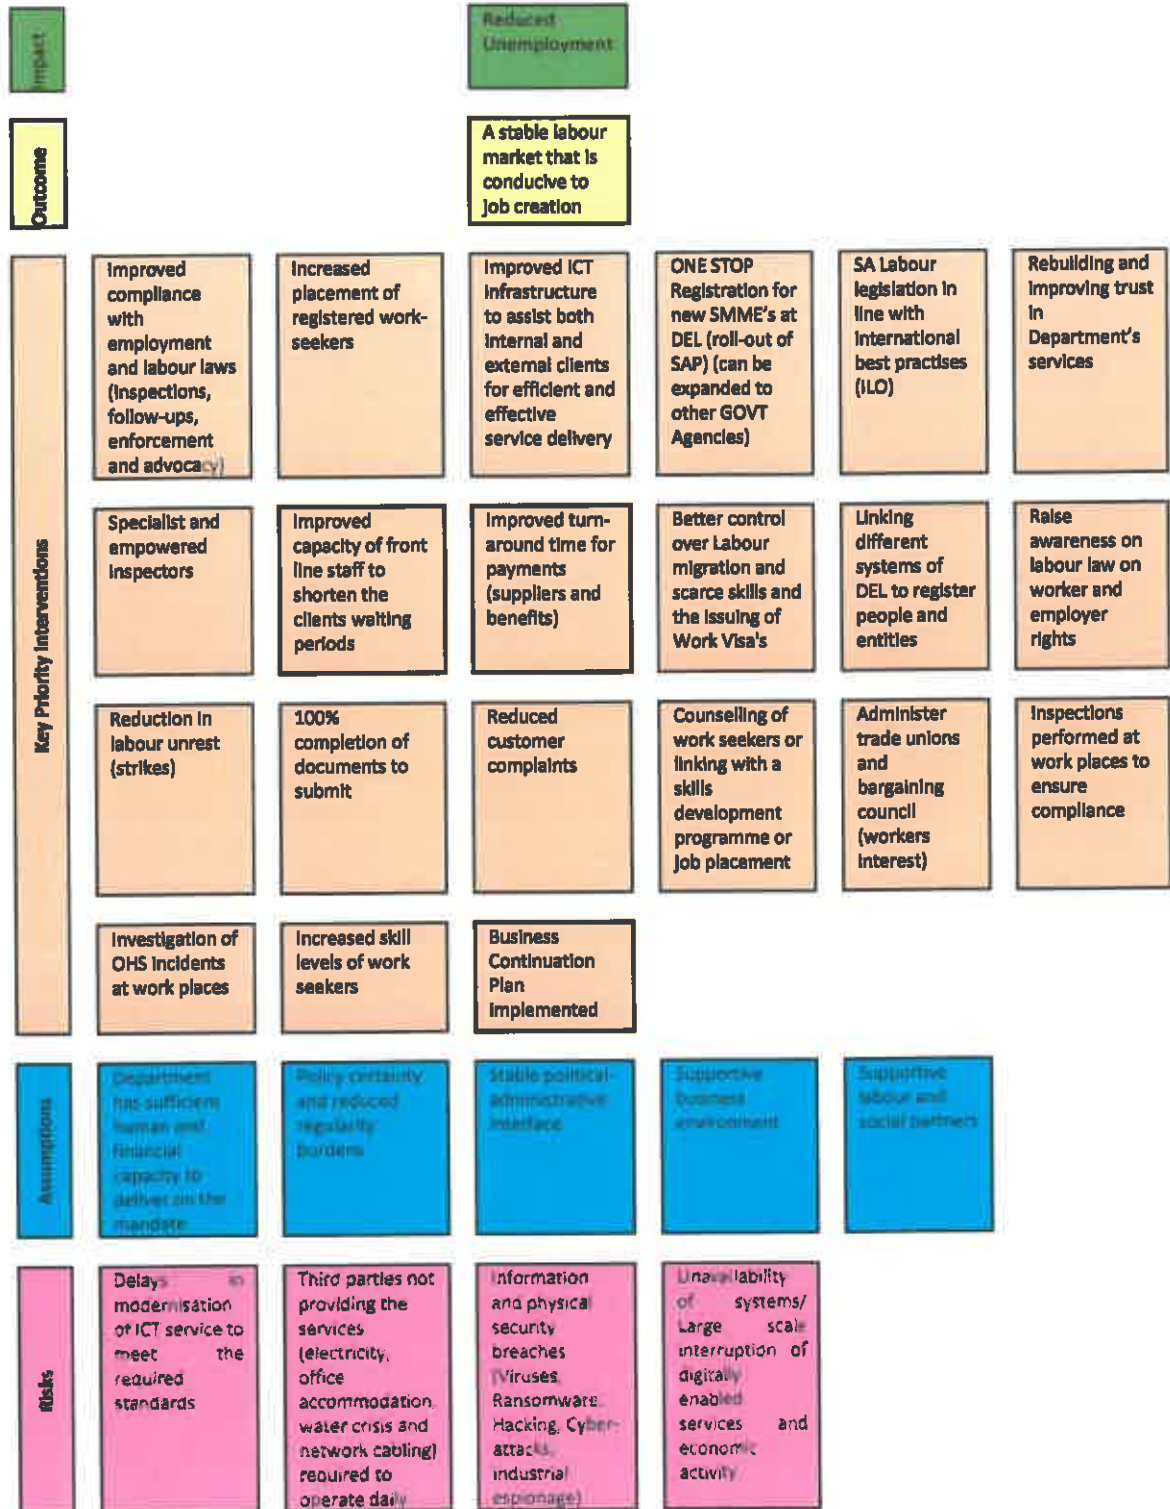 Impact
Reduced
Unemployment
Outcome
A stable labour
market that is
conducive to
job creation
Key Priority Interventions
Improved
compliance
with
employment
and labour laws
(inspections,
follow-ups,
enforcement
and advocacy)
Increased
placement of
registered work-
seekers
Improved ICT
infrastructure
to assist both
internal and
external clients
for efficient and
effective
service delivery
ONE STOP
Registration for
new SMME's at
DEL (roll-out of
SAP) (can be
expanded to
other GOVT
Agencies)
SA Labour
legislation in
line with
international
best practises
(ILO)
Rebuilding and
improving trust
in
Department's
services
Specialist and
empowered
inspectors
Improved
capacity of front
line staff to
shorten the
clients waiting
periods
Improved turn-
around time for
payments
(suppliers and
benefits)
Better control
over Labour
migration and
scarce skills and
the issuing of
Work Visa's
Linking
different
systems of
DEL to register
people and
entities
Raise
awareness on
labour law on
worker and
employer
rights
Reduction in
labour unrest
(strikes)
100%
completion of
documents to
submit
Reduced
customer
complaints
Counselling of
work seekers or
linking with a
skills
development
programme or
job placement
Administer
trade unions
and
bargaining
council
(workers
interest)
Inspections
performed at
work places to
ensure
compliance
Investigation of
OHS incidents
at work places
Increased skill
levels of work
seekers
Business
Continuation
Plan
Implemented
Assumptions
Department
has sufficient
human and
financial
capacity to
deliver on the
mandate
Policy certainty
and reduced
regularity
burdens
Stable political-
administrative
interface
Supportive
business
environment
Supportive
labour and
social partners
Risks
Delays in
modernisation
of ICT service to
meet the
required
standards
Third parties not
providing the
services
(electricity,
office
accommodation,
water crisis and
network cabling)
required to
operate daily
Information
and physical
security
breaches
(Viruses,
Ransomware,
Hacking, Cyber-
attacks,
industrial
espionage)
Unavailability
of systems/
Large scale
interruption of
digitally
enabled
services and
economic
activity